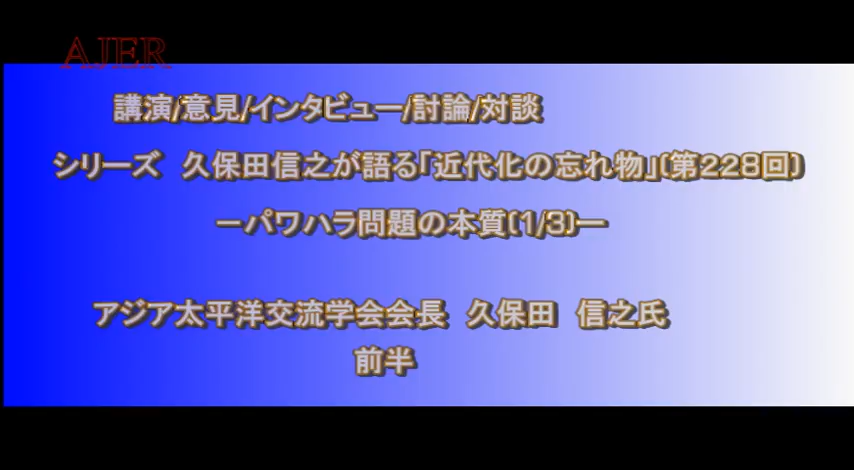 AJER
講演/意見/インタビュー/討論/対談
シリーズ　久保田信之が語る「近代化の忘れ物」(第228回)
ーパワハラ問題の本質(1/3)ー
アジア太平洋交流学会会長　久保田　信之氏
前半